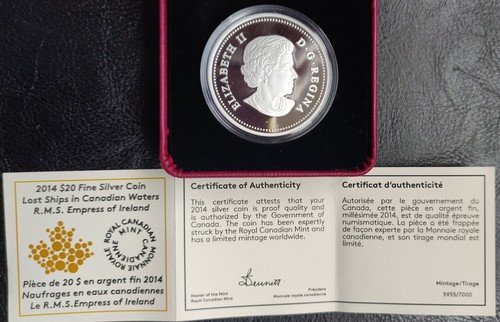 ELIZABETH II D·G·REGINA
2014 $20 Fine Silver Coin
Lost Ships in Canadian Waters
R.M.S. Empress of Ireland
ROYAL CANADIAN MINT
MONNAIE ROYALE CANADIENNE
Pièce de 20 $ en argent fin 2014
Naufrages en eaux canadiennes
Le R.M.S.Empress of Ireland
Certificate of Authenticity
This certificate attests that your
2014 silver coin is proof quality and
is authorized by the Government of
Canada. The coin has been expertly
struck by the Royal Canadian Mint and
has a limited mintage worldwide.
Bennett
Master of the Mint
Royal Canadian Mint
Président
Monnaie royale canadienne
Certificat d'authenticité
Autorisée par le gouvernement du
Canada, cette pièce en argent fin,
millésimée 2014, est de qualité épreuve
numismatique. La pièce a été frappée
de façon experte par la Monnaie royale
canadienne, et son tirage mondial est
limité.
Mintage/Tirage
5955/7000